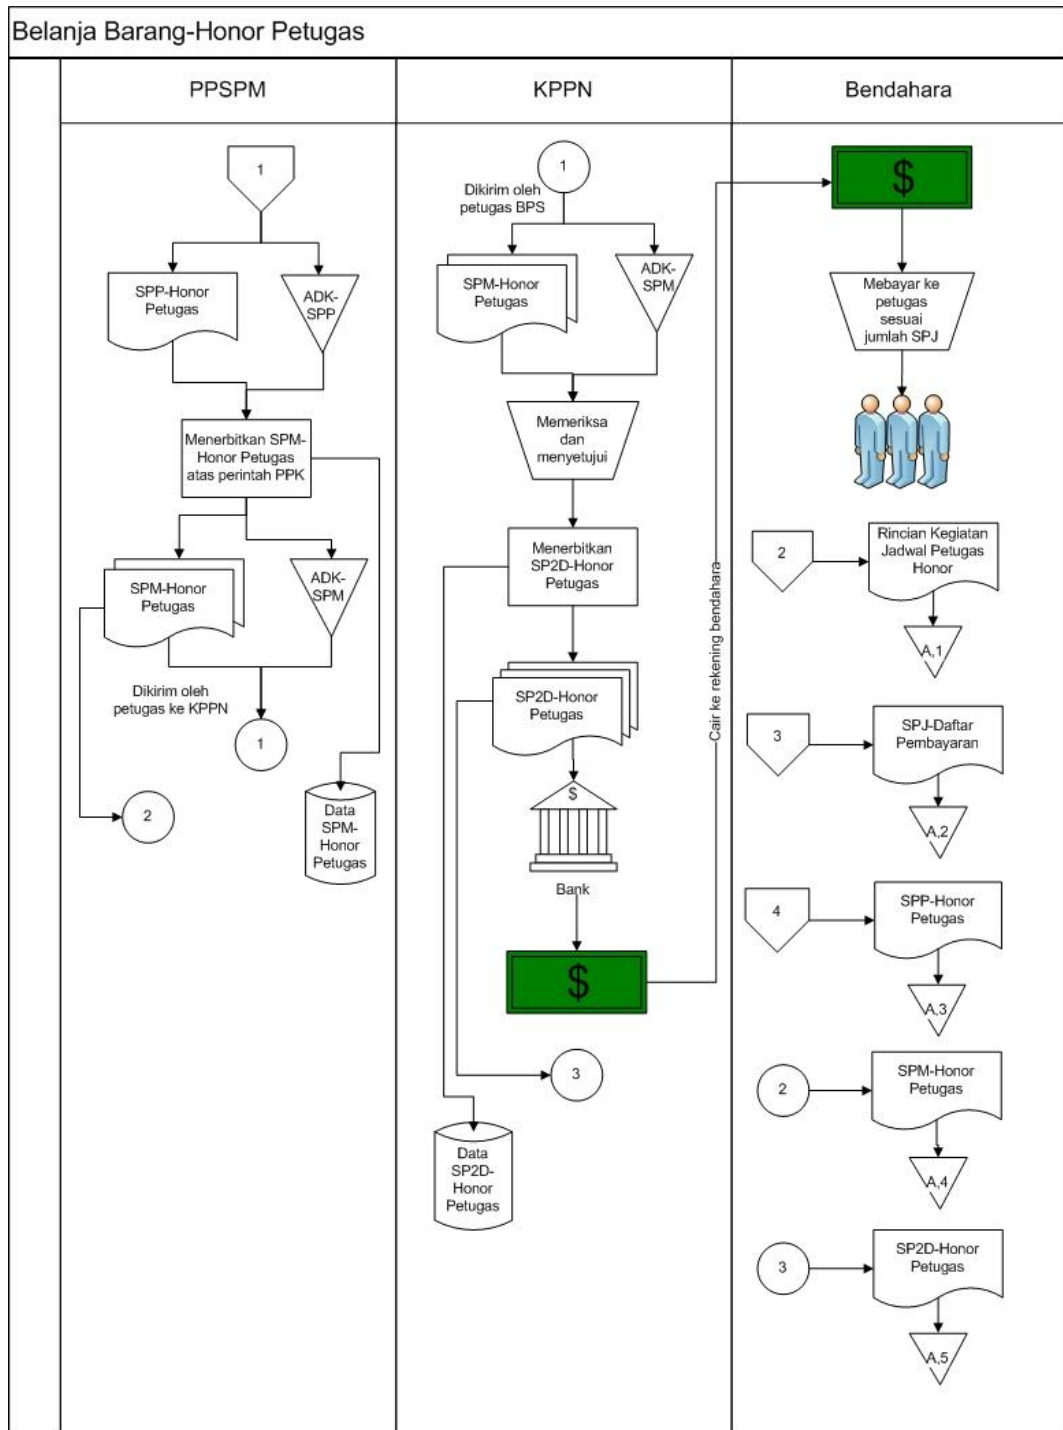 Belanja Barang-Honor Petugas
PPSPM
KPPN
Bendahara
1
SPP-Honor
Petugas
ADK-
SPP
Menerbitkan SPM-
Honor Petugas
atas perintah PPK
SPM-Honor
Petugas
ADK-
SPM
Dikirim oleh
petugas ke KPPN
1
2
Data
SPM-
Honor
Petugas
1
Dikirim oleh
petugas BPS
SPM-Honor
Petugas
ADK-
SPM
Memeriksa
dan
menyetujui
Menerbitkan
SP2D-Honor
Petugas
SP2D-Honor
Petugas
$
Bank
$
3
Data
SP2D-
Honor
Petugas
Cair ke rekening bendahara
$
Mebayar ke
petugas
sesuai
jumlah SPJ
2
Rincian Kegiatan
Jadwal Petugas
Honor
A,1
3
SPJ-Daftar
Pembayaran
A,2
4
SPP-Honor
Petugas
A,3
2
SPM-Honor
Petugas
A,4
3
SP2D-Honor
Petugas
A,5